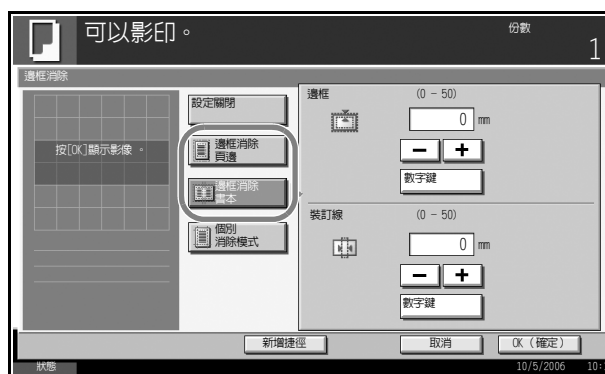 可以影印。
份數
1
邊框消除
按[OK]顯示影像。
設定關閉
邊框消除
頁邊
邊框消除
書本
個別
消除模式
邊框
(0 - 50)
0 mm
數字鍵
裝訂線
(0 - 50)
0 mm
數字鍵
新增捷徑
取消
OK (確定)
狀態
10/5/2006 10: